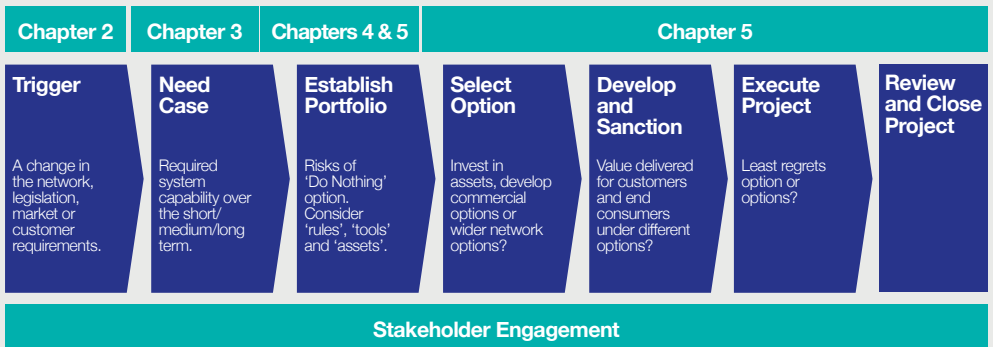 Chapter 2
Chapter 3
Chapters 4 & 5
Chapter 5
Trigger
A change in
the network,
legislation,
market or
customer
requirements.
Need
Case
Required
system
capability over
the short/
medium/long
term.
Establish
Portfolio
Risks of
‘Do Nothing’
option.
Consider
‘rules’, ‘tools’
and ‘assets’.
Select
Option
Invest in
assets, develop
commercial
options or
wider network
options?
Develop
and
Sanction
Value delivered
for customers
and end
consumers
under different
options?
Execute
Project
Least regrets
option or
options?
Review
and Close
Project
Stakeholder Engagement